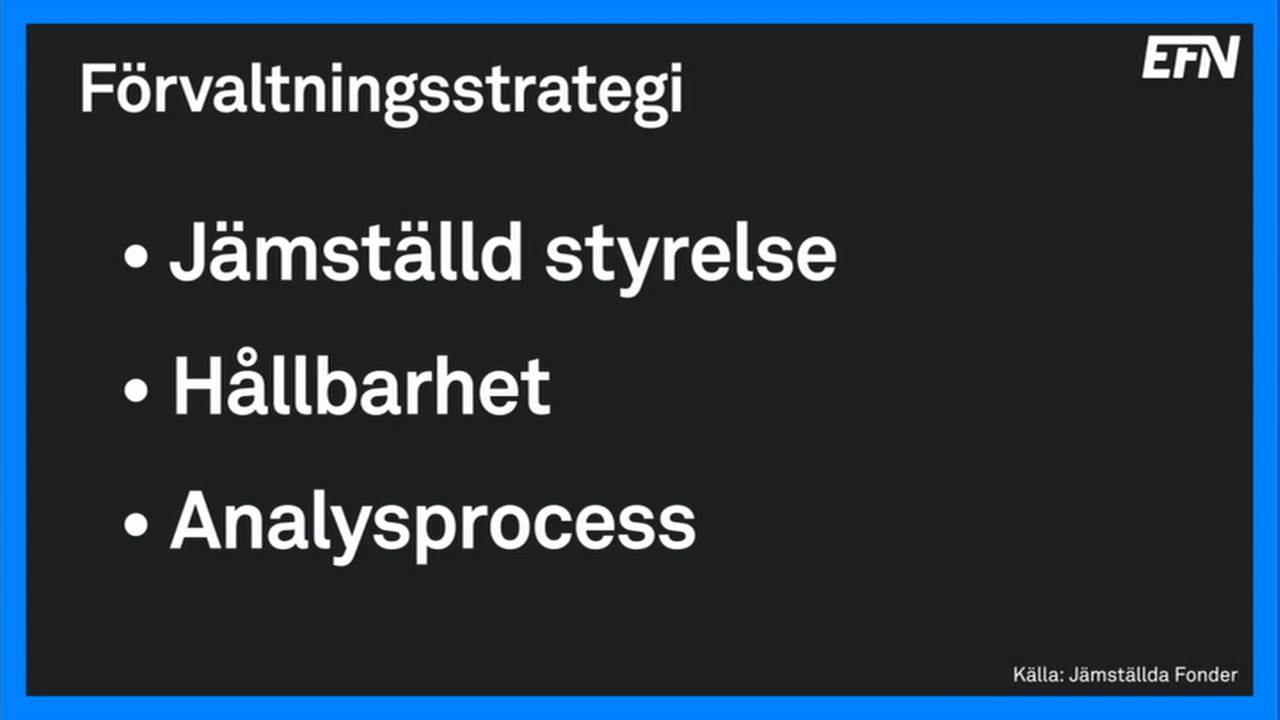 EFN
Förvaltningsstrategi
• Jämställd styrelse
• Hållbarhet
• Analysprocess
Källa: Jämställda Fonder